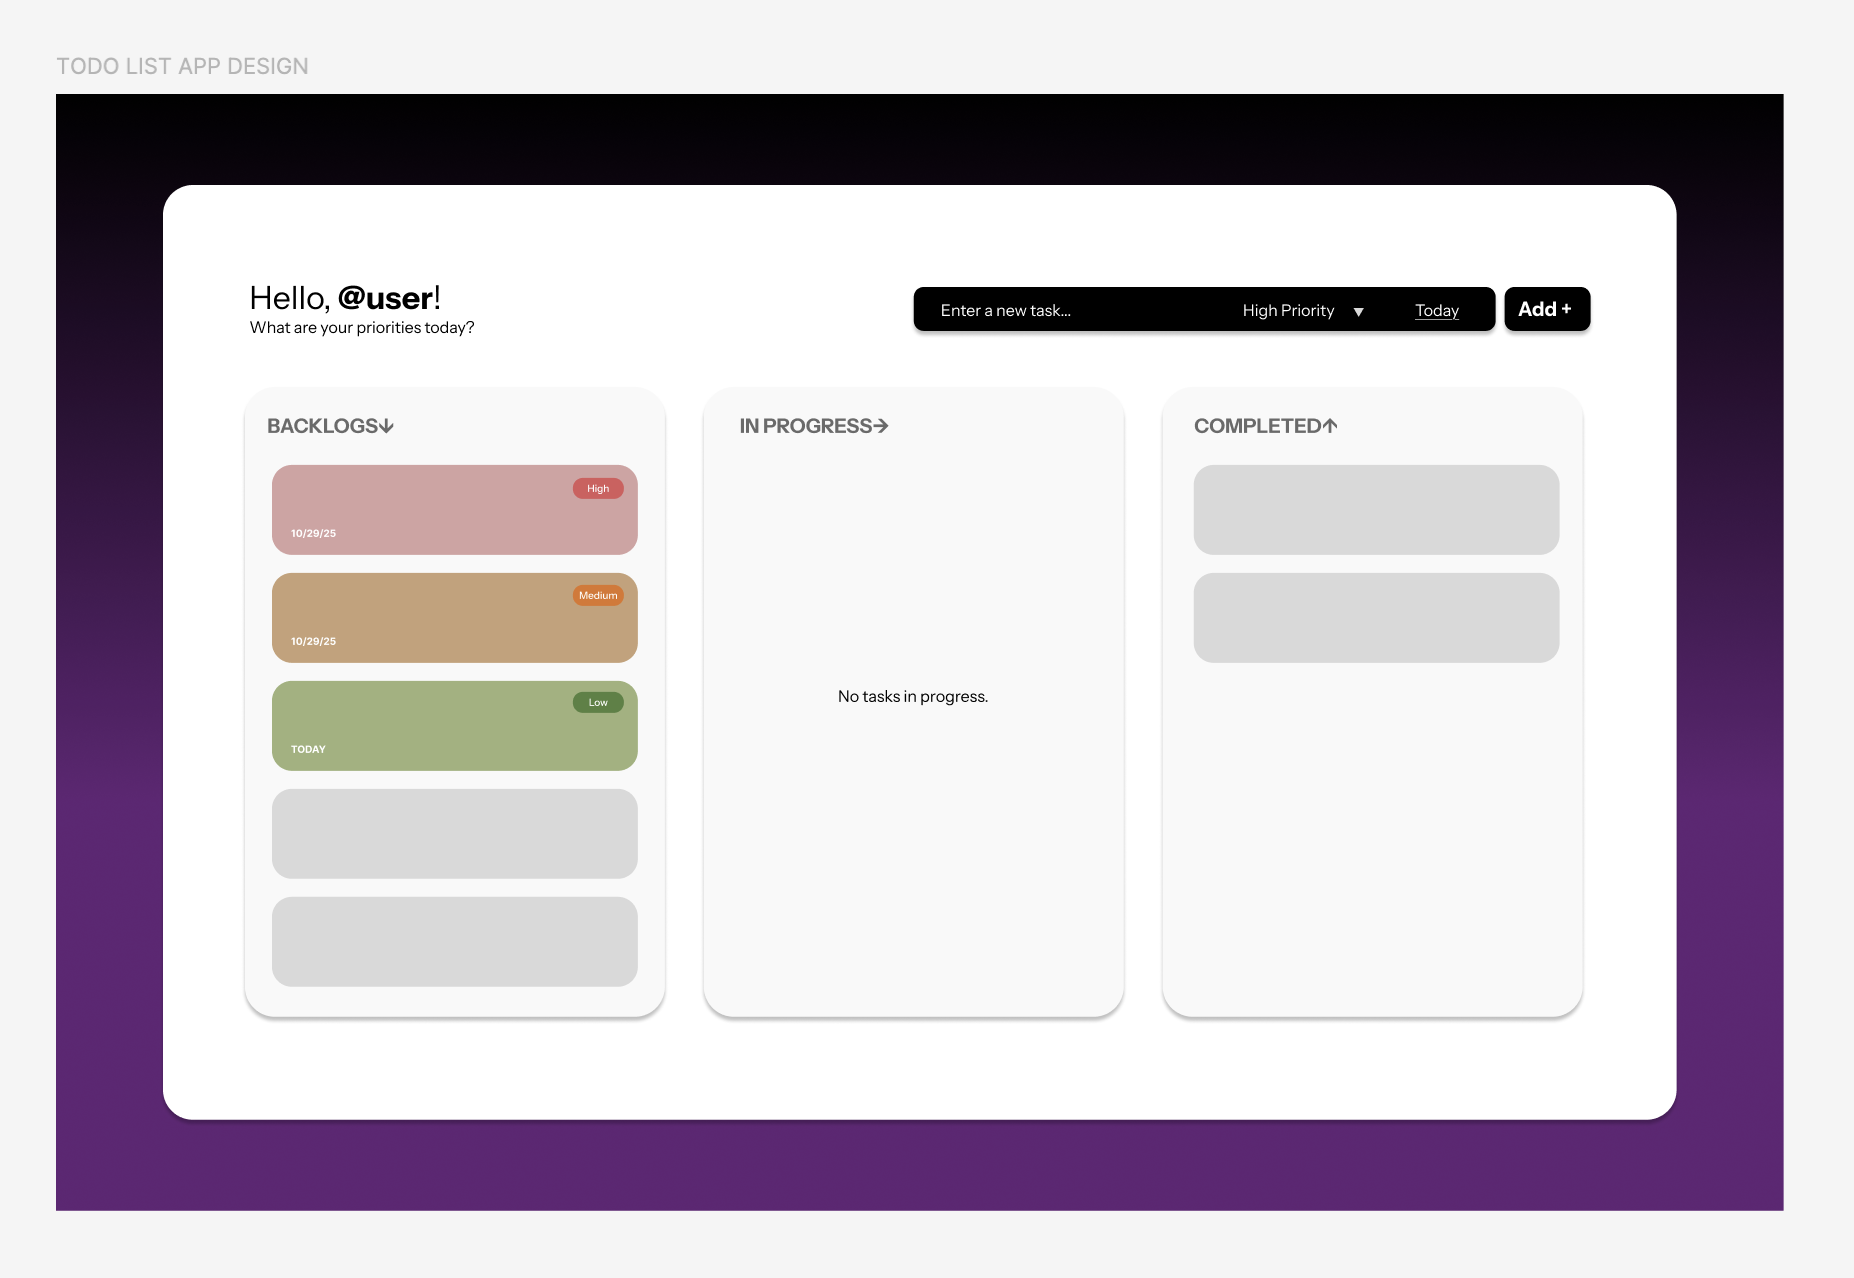 TODO LIST APP DESIGN
Hello, @user!
What are your priorities today?
Enter a new task... High Priority ▼ Today Add +
BACKLOGS↓
High
10/29/25
Medium
10/29/25
Low
TODAY
IN PROGRESS→
No tasks in progress.
COMPLETED↑